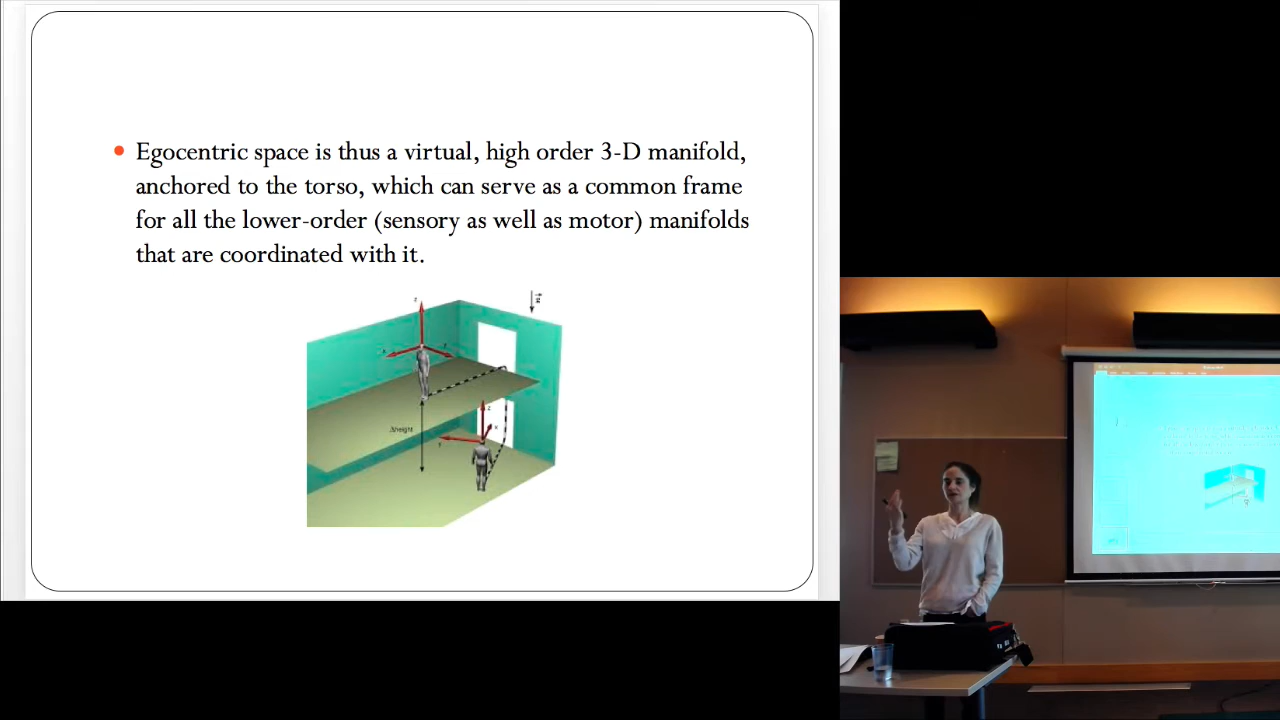 Egocentric space is thus a virtual, high order 3-D manifold,
anchored to the torso, which can serve as a common frame
for all the lower-order (sensory as well as motor) manifolds
that are coordinated with it.
z
Δheight
z
x
y